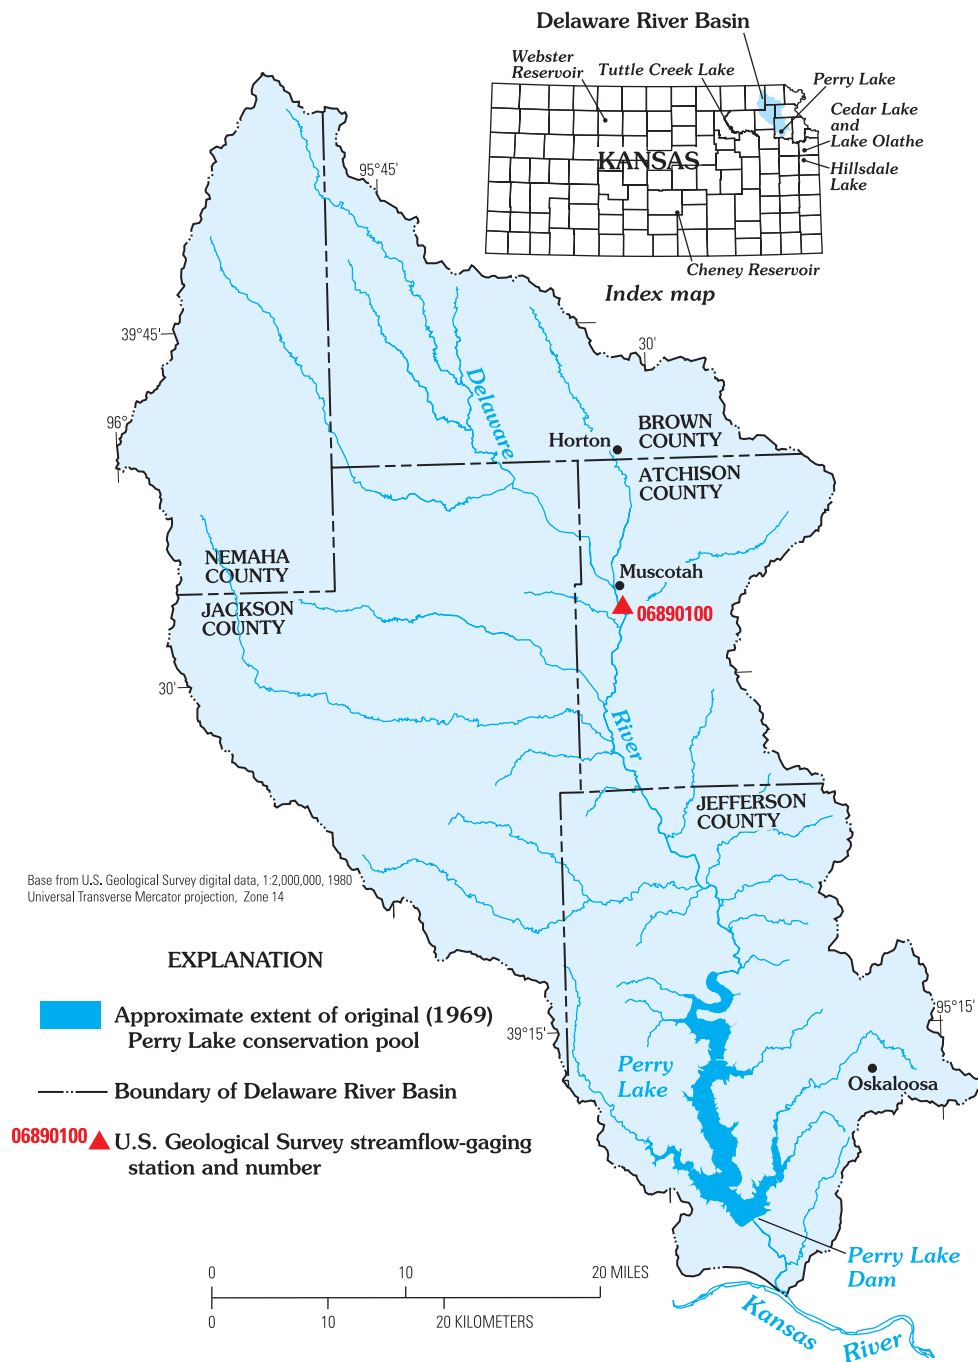 Delaware River Basin
Webster
Reservoir
Tuttle Creek Lake
Perry Lake
Cedar Lake
and
Lake Olathe
KANSAS
Hillsdale
Lake
Cheney Reservoir
Index map
95°45'
39°45'
30'
96°
Delaware
BROWN
COUNTY
Horton
ATCHISON
COUNTY
NEMAHA
COUNTY
Muscotah
JACKSON
COUNTY
06890100
30'
River
JEFFERSON
COUNTY
Base from U.S. Geological Survey digital data, 1:2,000,000, 1980
Universal Transverse Mercator projection, Zone 14
EXPLANATION
Approximate extent of original (1969)
Perry Lake conservation pool
Boundary of Delaware River Basin
06890100 U.S. Geological Survey streamflow-gaging
station and number
95°15'
39°15'
Perry
Lake
Oskaloosa
Perry Lake
Dam
Kansas River
0 10 20 MILES
0 10 20 KILOMETERS